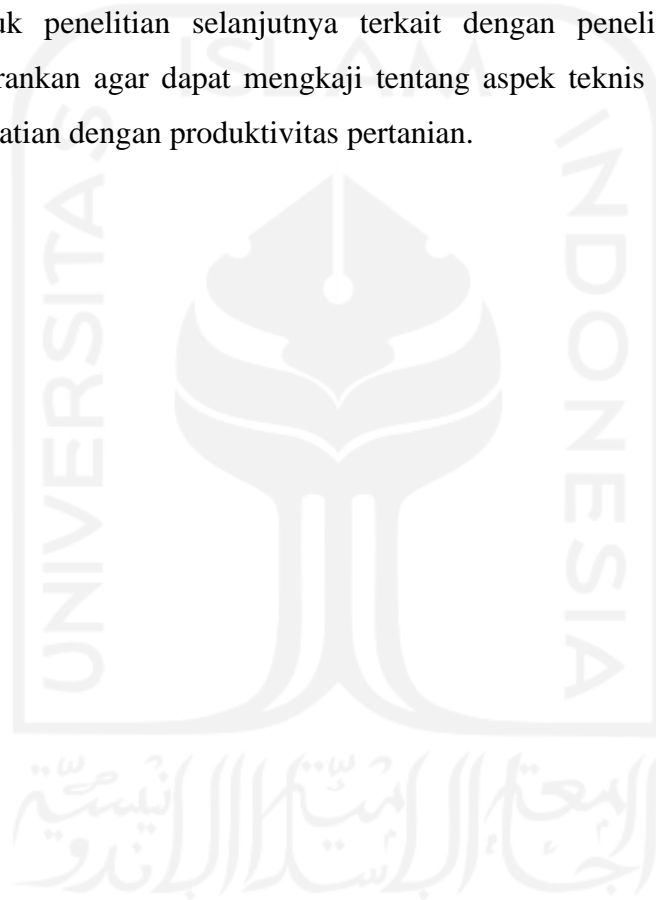 uk penelitian selanjutnya terkait dengan peneli
rankan agar dapat mengkaji tentang aspek teknis
atian dengan produktivitas pertanian.
ISLAM
UNIVERSITAS
INDONESIA